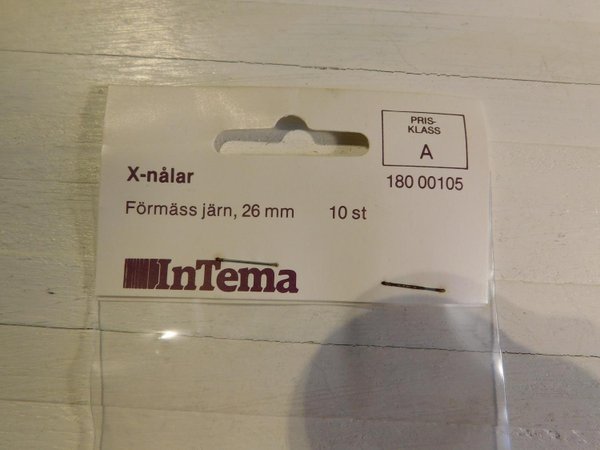 PRIS-
KLASS
A
X-nålar
180 00105
Förmäss järn, 26 mm 10 st
InTema